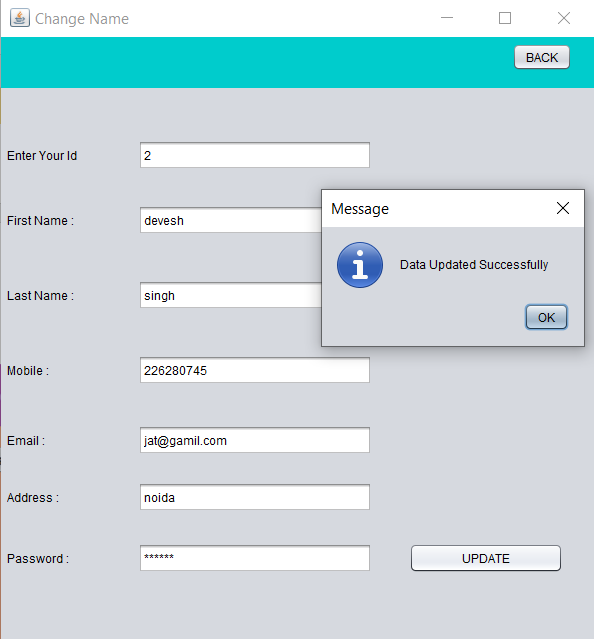 Change Name
BACK
Enter Your Id 2
First Name : devesh
Message
Data Updated Successfully
OK
Last Name : singh
Mobile : 226280745
Email : jat@gamil.com
Address : noida
Password : ******
UPDATE